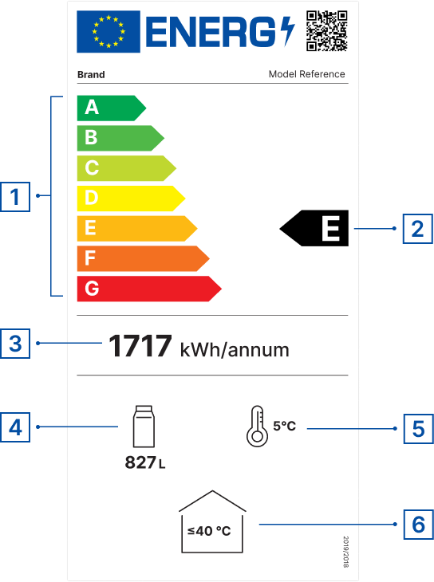 ENERG
Brand Model Reference
A
B
C
1
D
E E 2
F
G
3 1717 kWh/annum
4 5°C 5
827 L
≤40 °C 6
2019/2018